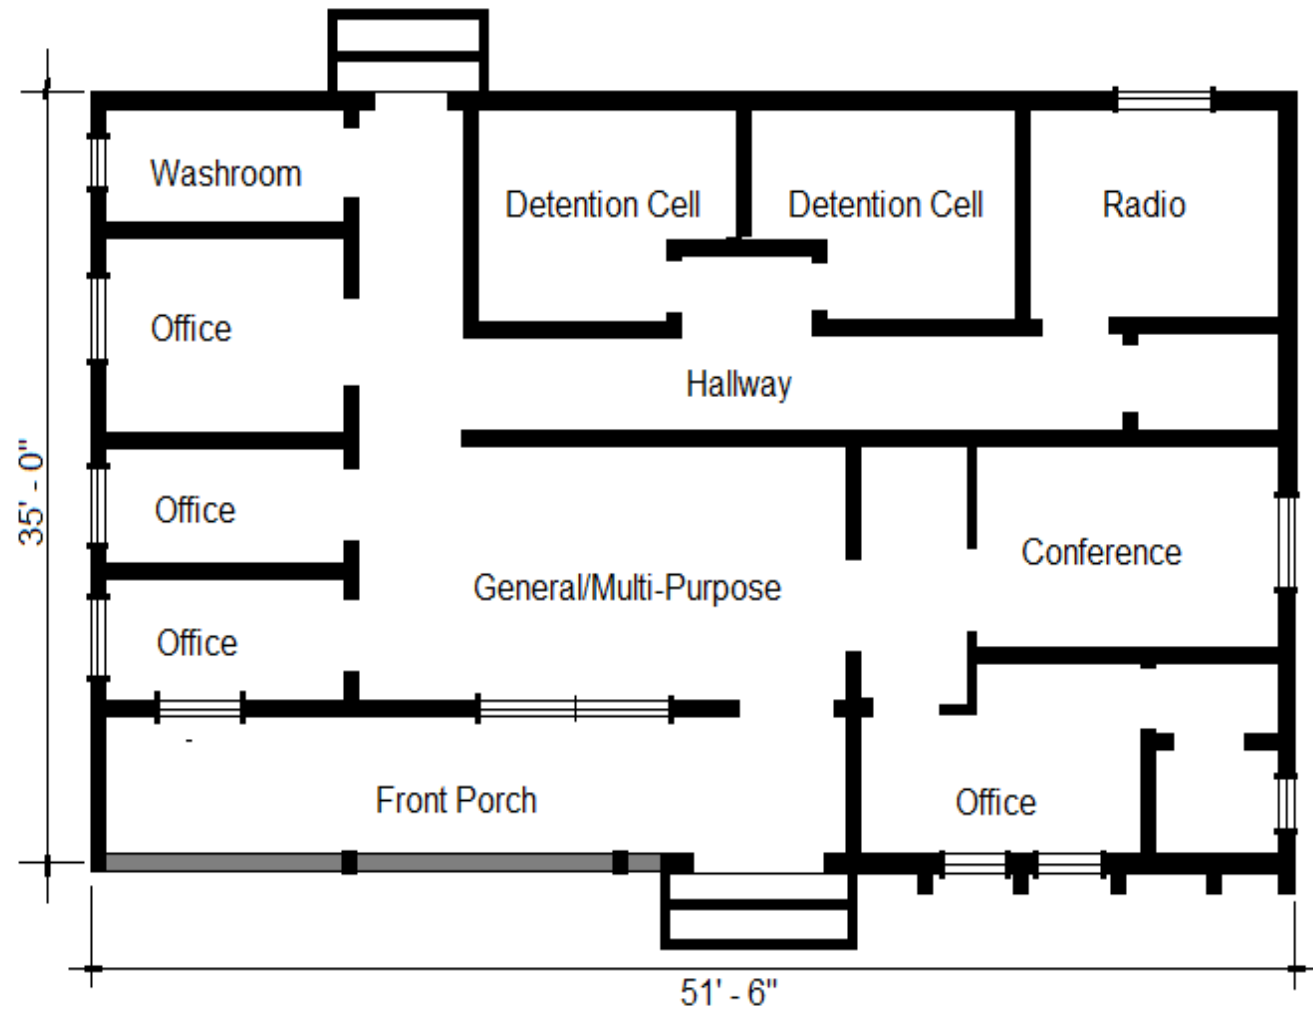 Washroom
Detention Cell
Detention Cell
Radio
Office
Hallway
35' - 0"
Office
Conference
General/Multi-Purpose
Office
Front Porch
Office
51' - 6"